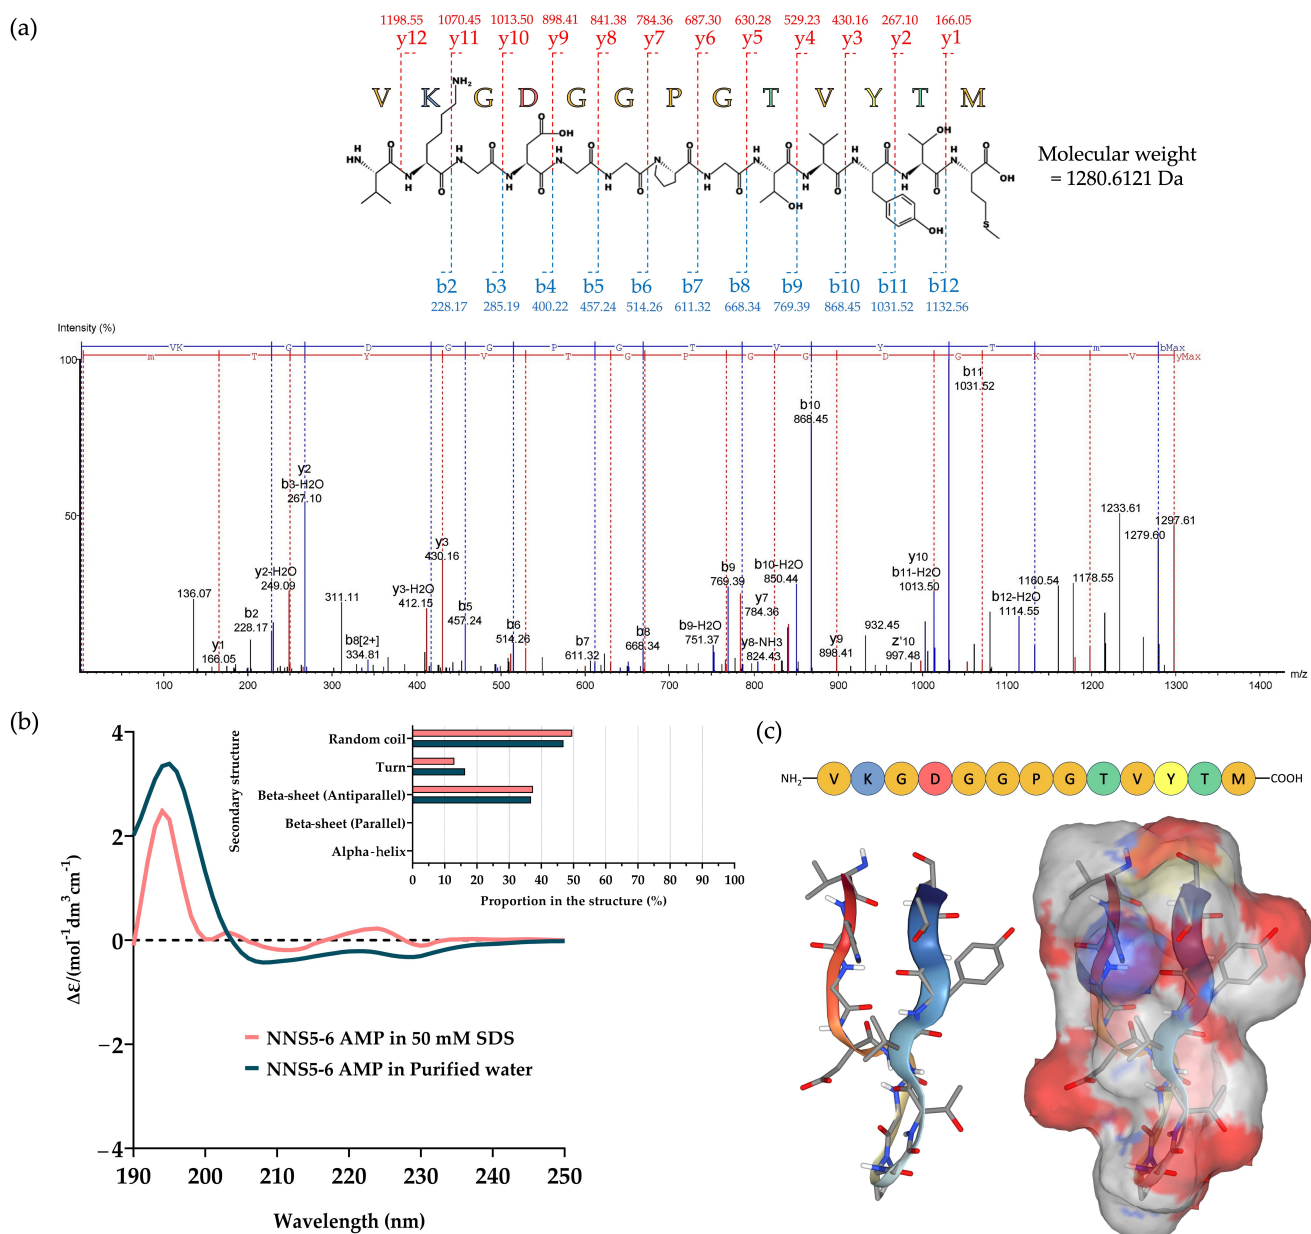 (a)
1198.55 1070.45 1013.50 898.41 841.38 784.36 687.30 630.28 529.23 430.16 267.10 166.05
y12 y11 y10 y9 y8 y7 y6 y5 y4 y3 y2 y1
V K G D G G P G T V Y T M
NH2
O OH O OH
HN NH O N H
Molecular weight
= 1280.6121 Da
OH
S
b2 b3 b4 b5 b6 b7 b8 b9 b10 b11 b12
228.17 285.19 400.22 457.24 514.26 611.32 668.34 769.39 868.45 1031.52 1132.56
Intensity (%)
VK G D G G P G T V Y T m bMax
m T Y V T G P G G D G K V yMax
100
b11
1031.52
b10
868.45
y2
b3-H2O
267.10
50
1233.61
1297.61
1279.60
y3
430.16
y2-H2O
249.09
y3-H2O
412.15
b9
769.39
b10-H2O
850.44
y10
b11-H2O
1013.50
1160.54
1178.55
136.07
311.11
b2
228.17
b5
457.24
b6
514.26
y7
784.36
b12-H2O
1114.55
y1
166.05
b8[2+]
334.81
b7
611.32
b8
668.34
b9-H2O
751.37
y8-NH3
824.43
y9
898.41
932.45
z'10
997.48
100 200 300 400 500 600 700 800 900 1000 1100 1200 1300 1400 m/z
(b)
4
2
0
−2
−4
190 200 210 220 230 240 250
Wavelength (nm)
Δε/(mol⁻¹dm³cm⁻¹)
NNS5-6 AMP in 50 mM SDS
NNS5-6 AMP in Purified water
Secondary structure
Random coil
Turn
Beta-sheet (Antiparallel)
Beta-sheet (Parallel)
Alpha-helix
0 10 20 30 40 50 60 70 80 90 100
Proportion in the structure (%)
(c)
NH2 V K G D G G P G T V Y T M COOH